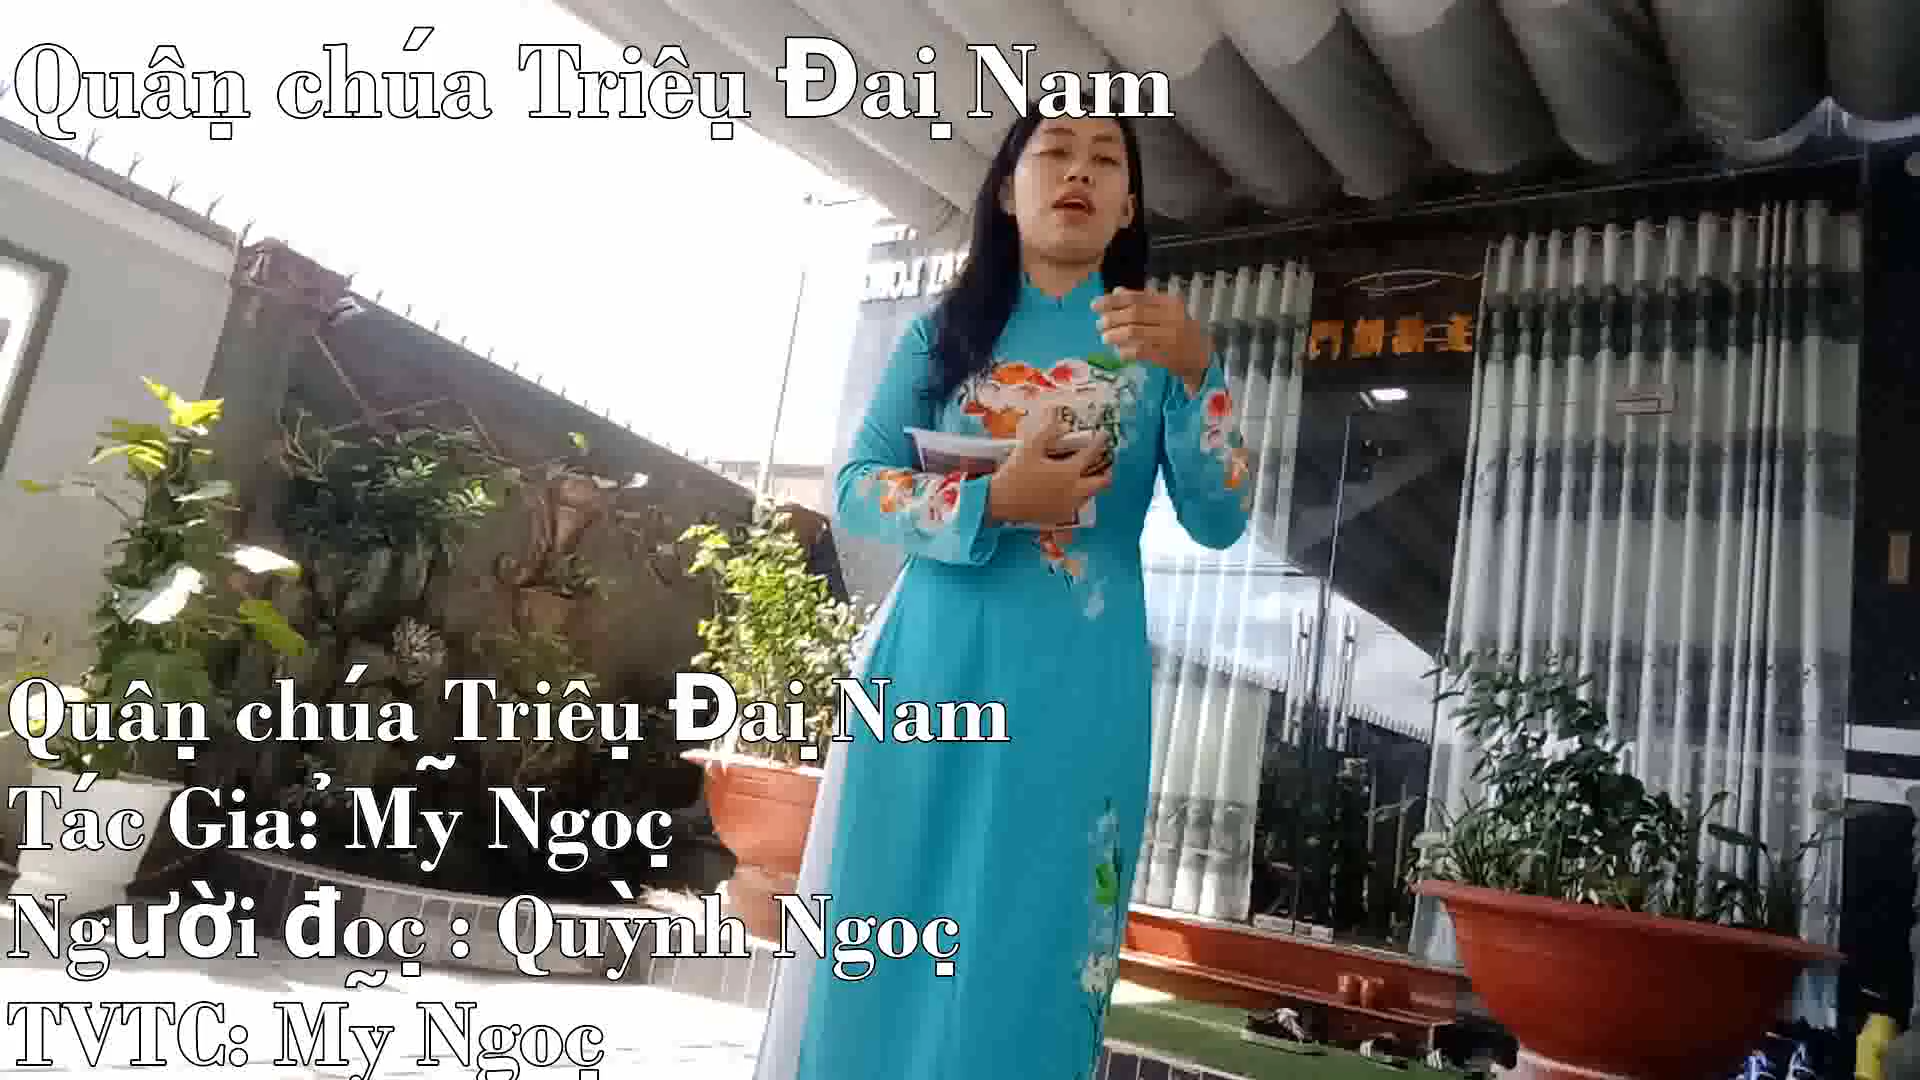 Quận chúa Triệu Đại Nam
Quận chúa Triệu Đại Nam
Tác Giả: Mỹ Ngọc
Người đọc : Quỳnh Ngọc
TVTC: Mỹ Ngọc